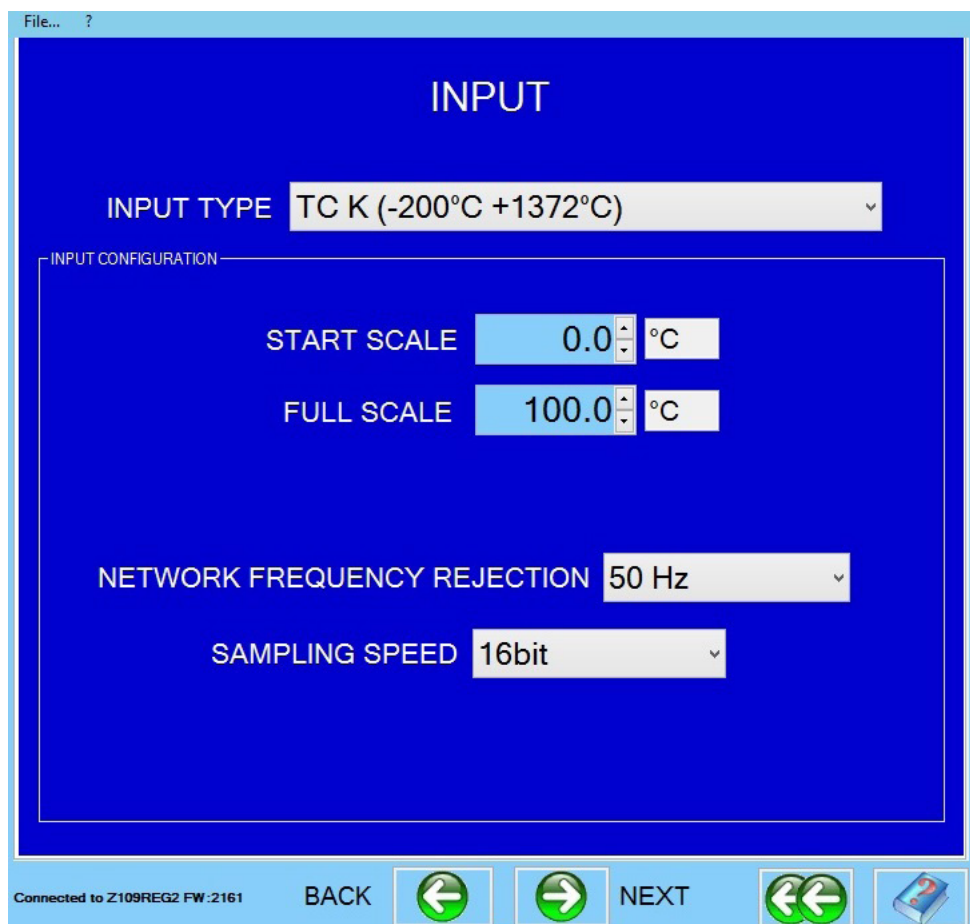 File... ?
INPUT
INPUT TYPE TC K (-200°C +1372°C)
INPUT CONFIGURATION
START SCALE 0.0 °C
FULL SCALE 100.0 °C
NETWORK FREQUENCY REJECTION 50 Hz
SAMPLING SPEED 16bit
Connected to Z109REG2 FW:2161 BACK NEXT